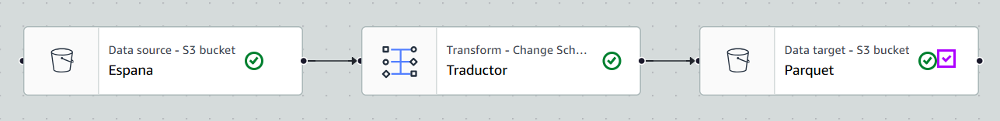 Data source - S3 bucket
Espana
Transform - Change Sch...
Traductor
Data target - S3 bucket
Parquet